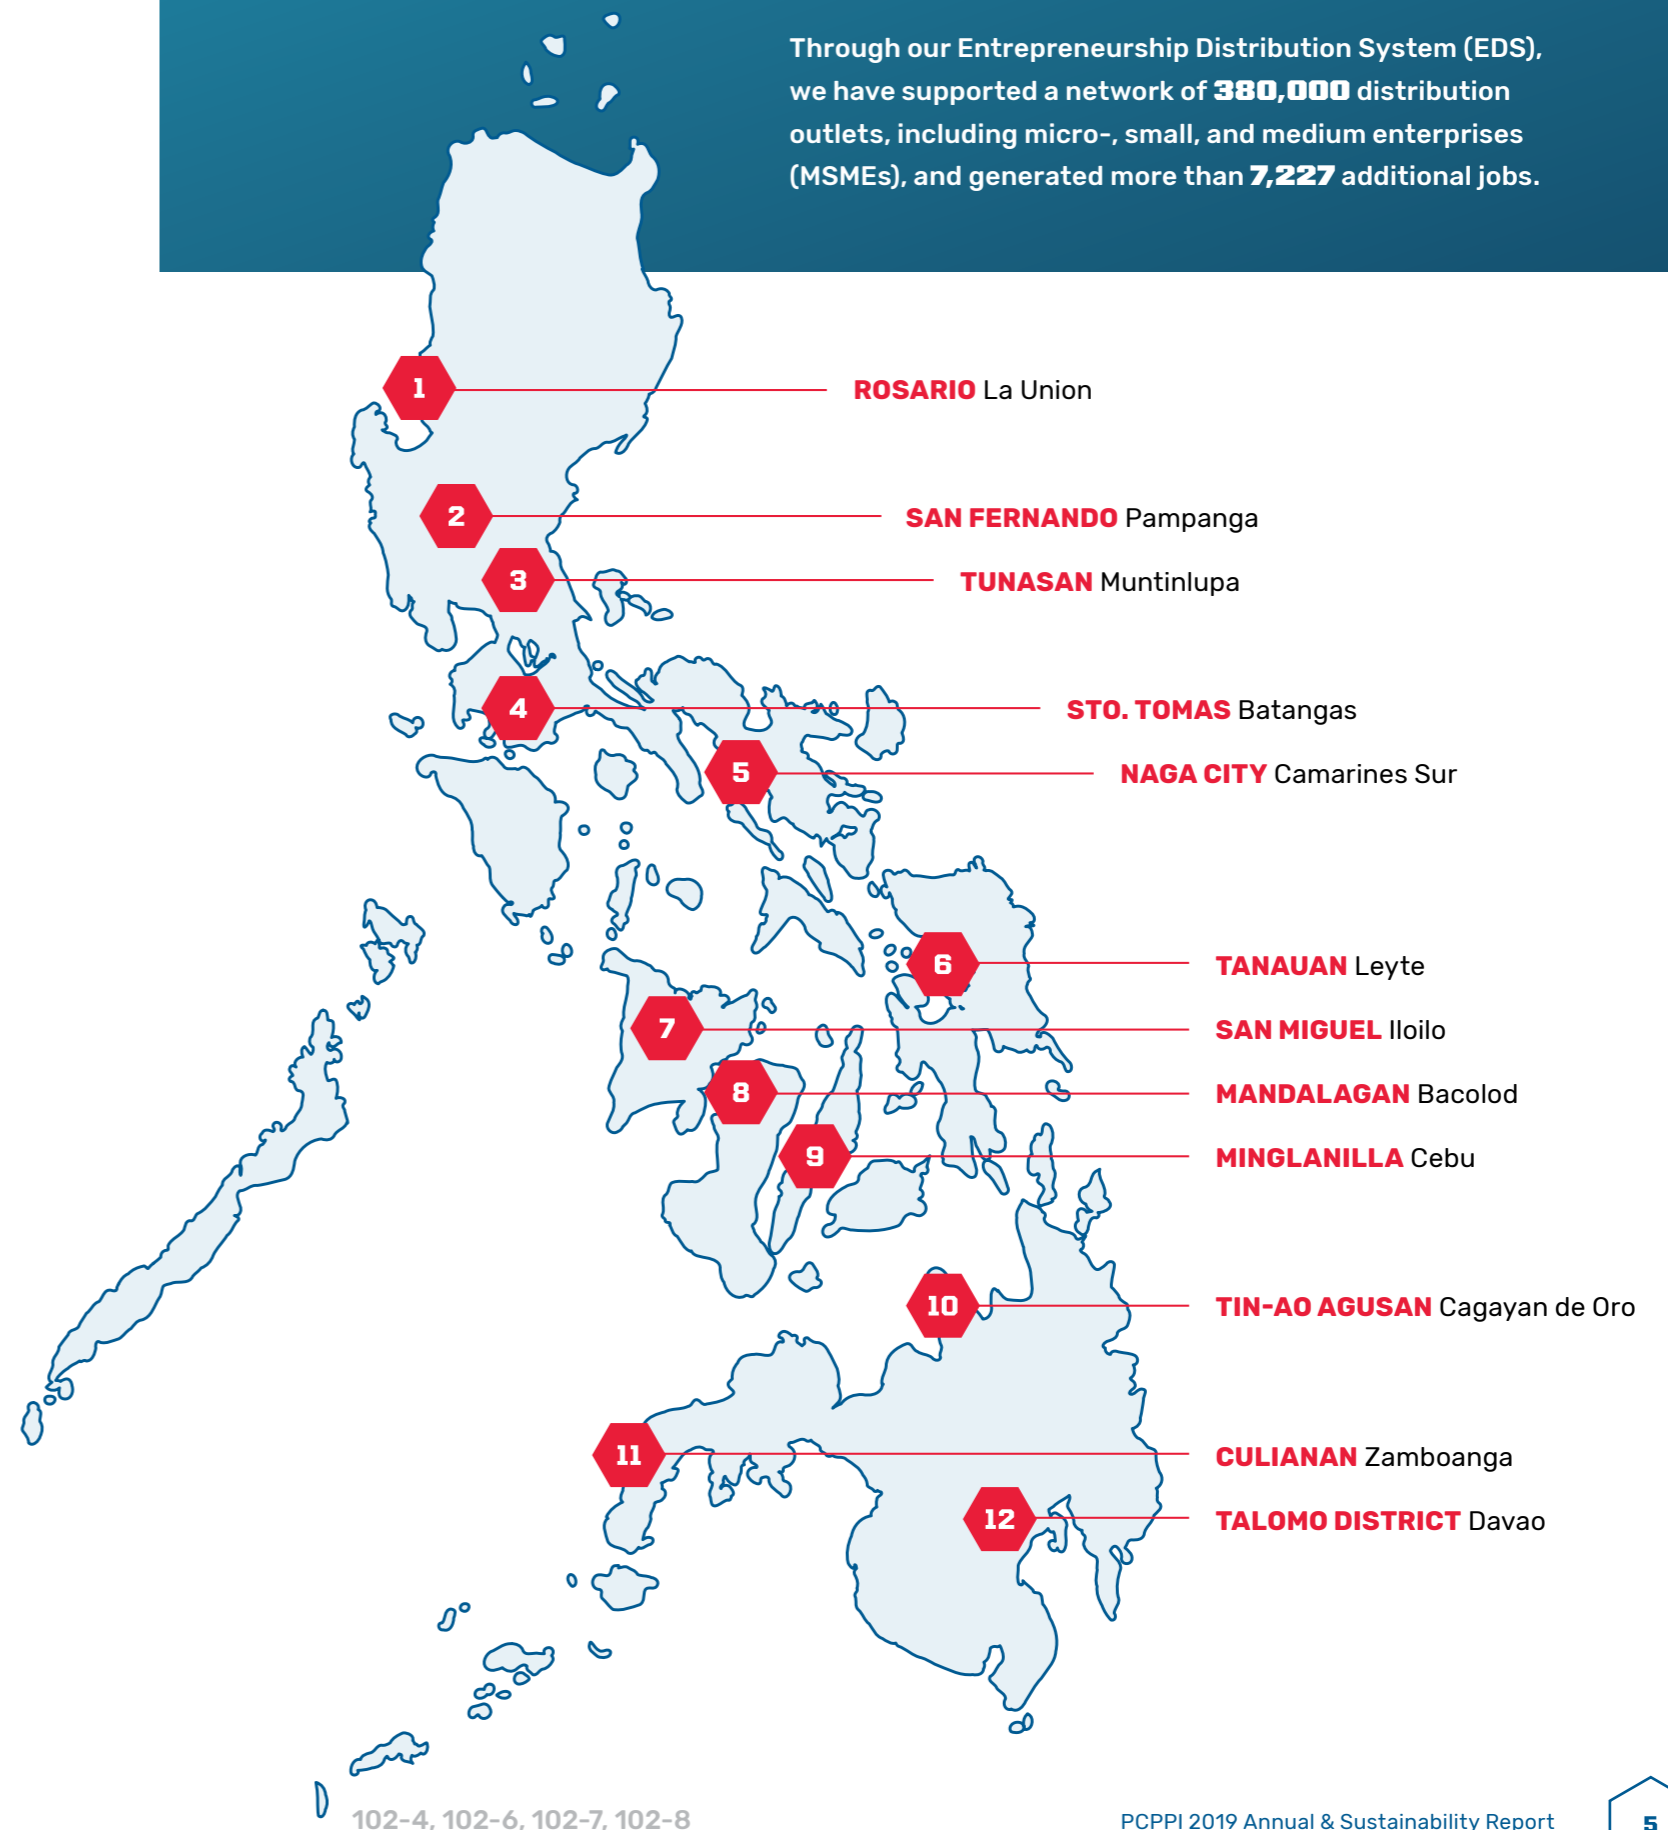 Through our Entrepreneurship Distribution System (EDS),
we have supported a network of 380,000 distribution
outlets, including micro-, small, and medium enterprises
(MSMEs), and generated more than 7,227 additional jobs.
1 ROSARIO La Union
2 SAN FERNANDO Pampanga
3 TUNASAN Muntinlupa
4 STO. TOMAS Batangas
5 NAGA CITY Camarines Sur
6 TANAUAN Leyte
7 SAN MIGUEL Iloilo
8 MANDALAGAN Bacolod
9 MINGLANILLA Cebu
10 TIN-AO AGUSAN Cagayan de Oro
11 CULIANAN Zamboanga
12 TALOMO DISTRICT Davao
102-4, 102-6, 102-7, 102-8
PCPPI 2019 Annual & Sustainability Report 5